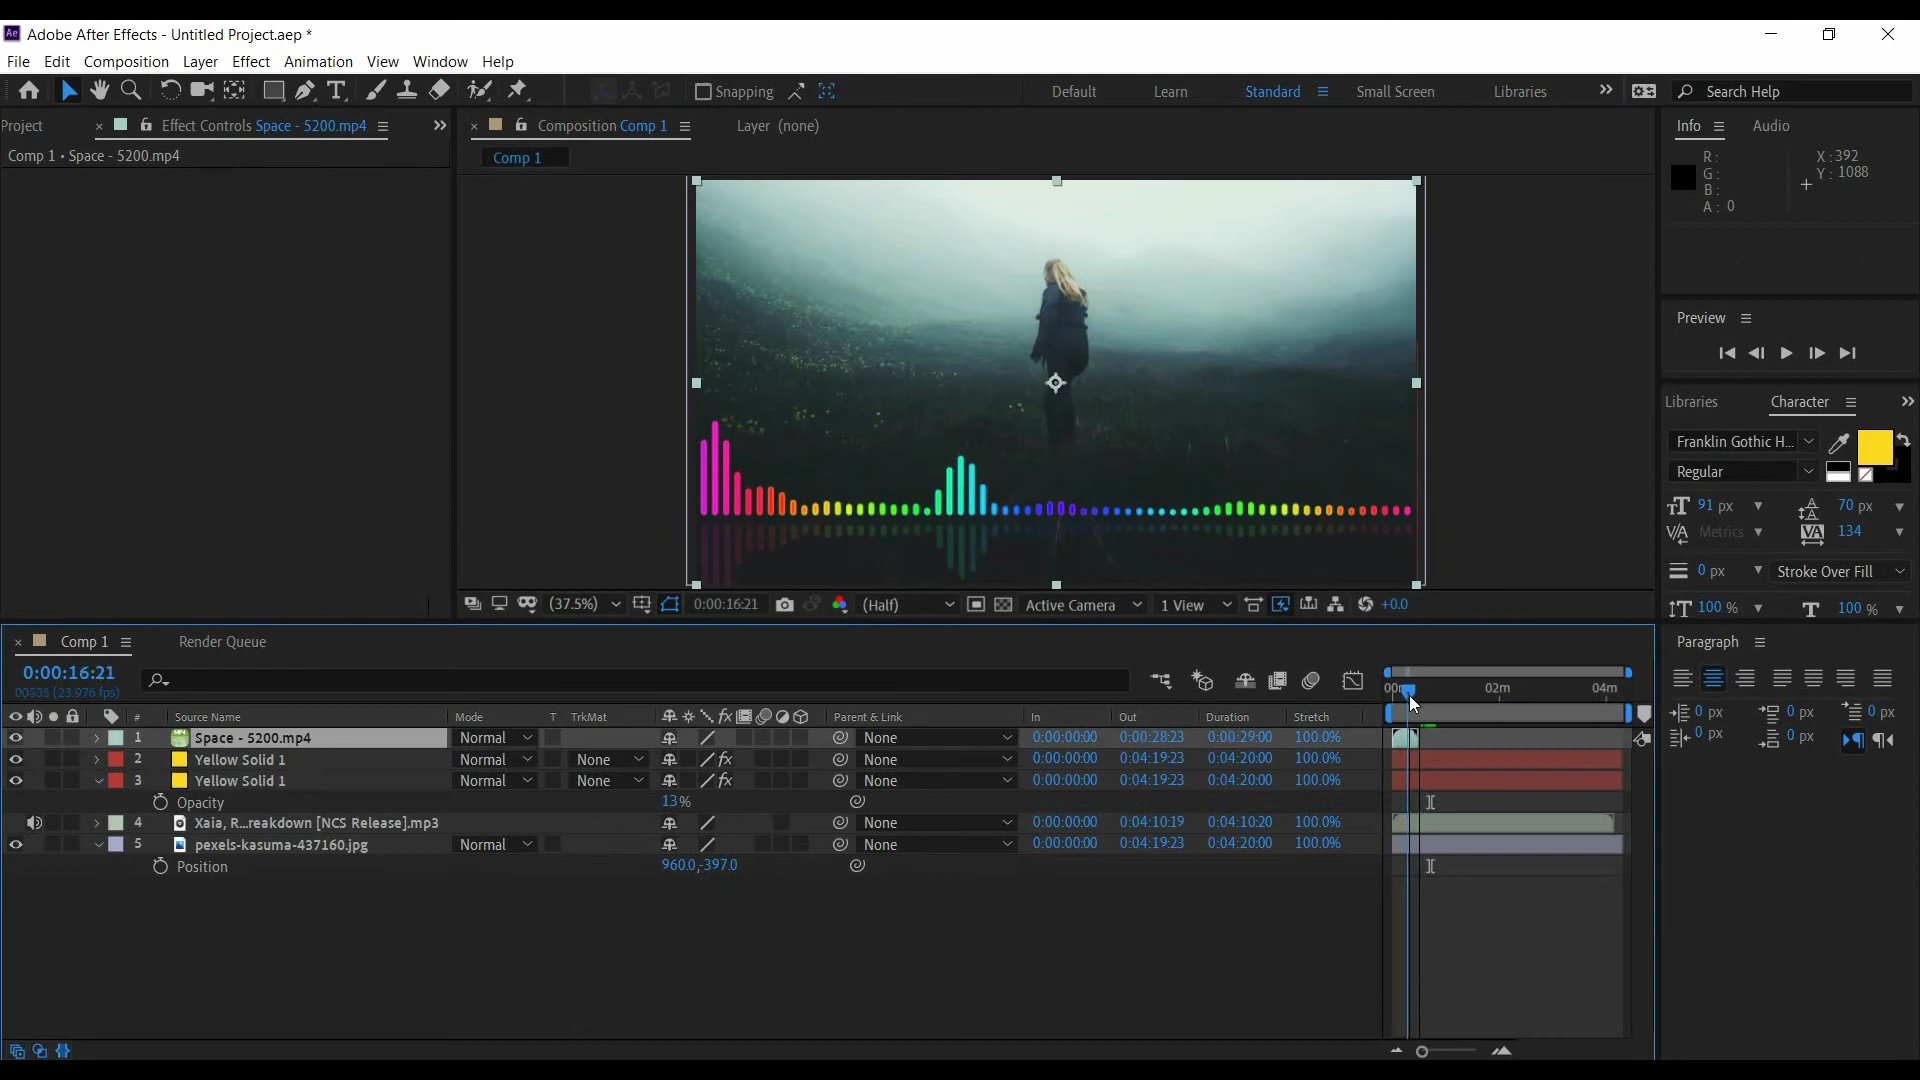 Ae Adobe After Effects - Untitled Project.aep *
File Edit Composition Layer Effect Animation View Window Help
Snapping Default Learn Standard Small Screen Libraries Search Help
Project Effect Controls Space - 5200.mp4 Composition Comp 1 Layer (none) Info Audio
Comp 1 • Space - 5200.mp4
Comp 1
R:
G:
B:
A: 0
X: 392
Y: 1088
Preview
Libraries Character
Franklin Gothic H...
Regular
91 px 70 px
Metrics 134
0 px Stroke Over Fill
100 % 100 %
(37.5%) 0:00:16:21 (Half) Active Camera 1 View +0.0
Comp 1 Render Queue
Paragraph
0:00:16:21
(23.976 fps)
02m 04m
# Source Name Mode T TrkMat fx Parent & Link In Out Duration Stretch
1 Space - 5200.mp4 Normal None 0:00:00:00 0:00:28:23 0:00:29:00 100.0%
2 Yellow Solid 1 Normal None fx None 0:00:00:00 0:04:19:23 0:04:20:00 100.0%
3 Yellow Solid 1 Normal None fx None 0:00:00:00 0:04:19:23 0:04:20:00 100.0%
Opacity 13%
4 Xaia, R...reakdown [NCS Release].mp3 None 0:00:00:00 0:04:10:19 0:04:10:20 100.0%
5 pexels-kasuma-437160.jpg Normal None 0:00:00:00 0:04:19:23 0:04:20:00 100.0%
Position 960.0,-397.0
0 px 0 px 0 px
0 px 0 px